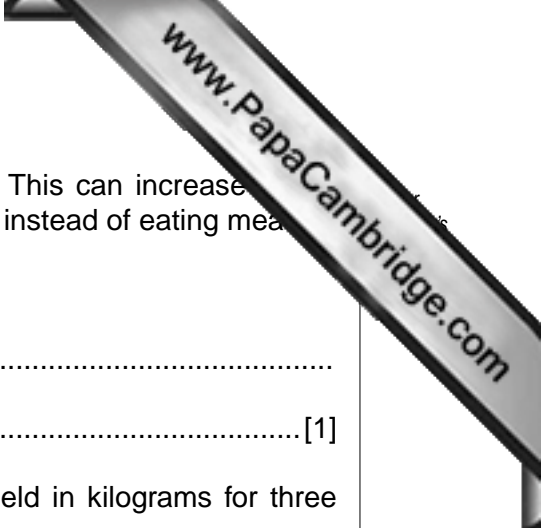 www.PapaCambridge.com
This can increase
instead of eating mea
....................................................
..............................................[1]
eld in kilograms for three